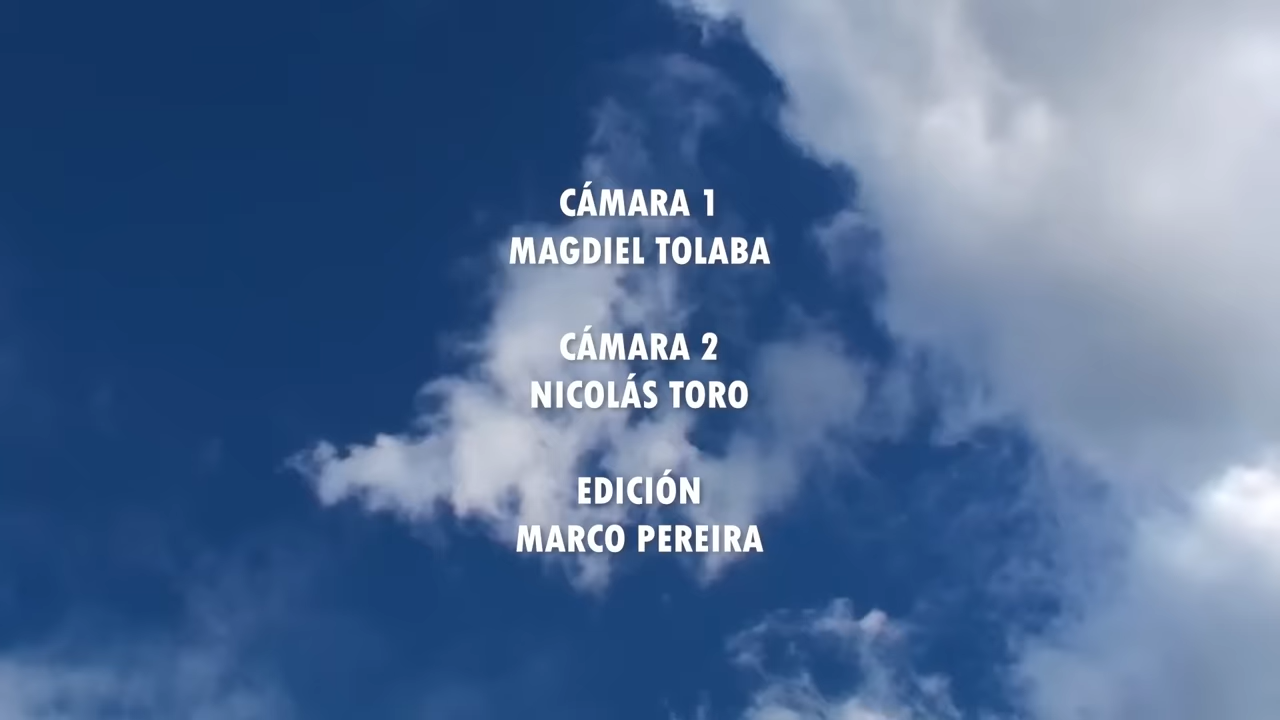 CÁMARA 1
MAGDIEL TOLABA
CÁMARA 2
NICOLÁS TORO
EDICIÓN
MARCO PEREIRA